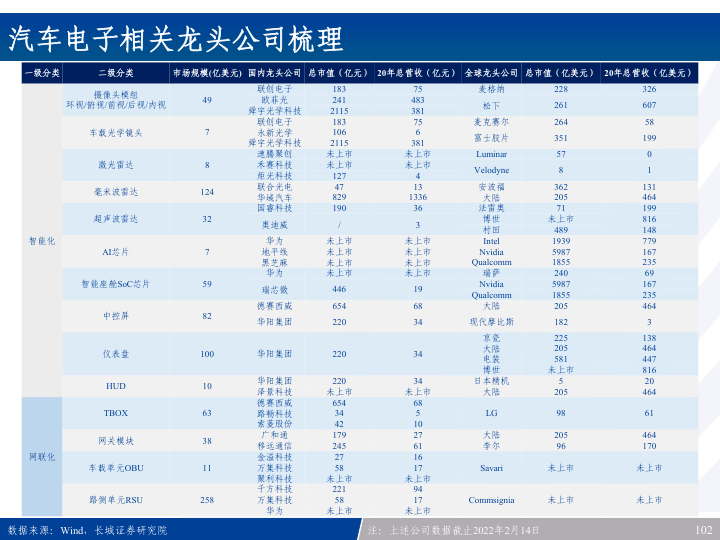 汽车电子相关龙头公司梳理
一级分类 二级分类 市场规模(亿美元) 国内龙头公司 总市值（亿元） 20年总营收（亿元） 全球龙头公司 总市值（亿美元） 20年总营收（亿美元）
智能化
摄像头模组
环视/俯视/前视/后视/内视
49
联创电子 183 75
欧菲光 241 483
舜宇光学科技 2115 381
麦格纳 228 326
松下 261 607
车载光学镜头 7
联创电子 183 75
永新光学 106 6
舜宇光学科技 2115 381
麦克赛尔 264 58
富士胶片 351 199
激光雷达 8
速腾聚创 未上市 未上市
禾赛科技 未上市 未上市
炬光科技 127 4
Luminar 57 0
Velodyne 8 1
毫米波雷达 124
联合光电 47 13
华域汽车 829 1336
安波福 362 131
大陆 205 464
超声波雷达 32
国睿科技 190 36
奥迪威 / 3
法雷奥 71 199
博世 未上市 816
村田 489 148
AI芯片 7
华为 未上市 未上市
地平线 未上市 未上市
黑芝麻 未上市 未上市
Intel 1939 779
Nvidia 5987 167
Qualcomm 1855 235
智能座舱SoC芯片 59
华为 未上市 未上市
瑞芯微 446 19
瑞萨 240 69
Nvidia 5987 167
Qualcomm 1855 235
中控屏 82
德赛西威 654 68
华阳集团 220 34
大陆 205 464
现代摩比斯 182 3
仪表盘 100
华阳集团 220 34
京瓷 225 138
大陆 205 464
电装 581 447
博世 未上市 816
HUD 10
华阳集团 220 34
泽景科技 未上市 未上市
日本精机 5 20
大陆 205 464
网联化
TBOX 63
德赛西威 654 68
路畅科技 34 5
索菱股份 42 10
LG 98 61
网关模块 38
广和通 179 27
移远通信 245 61
大陆 205 464
李尔 96 170
车载单元OBU 11
金溢科技 27 16
万集科技 58 17
聚利科技 未上市 未上市
Savari 未上市 未上市
路侧单元RSU 258
千方科技 221 94
万集科技 58 17
华为 未上市 未上市
Commsignia 未上市 未上市
数据来源：Wind，长城证券研究院
注：上述公司数据截止2022年2月14日
102